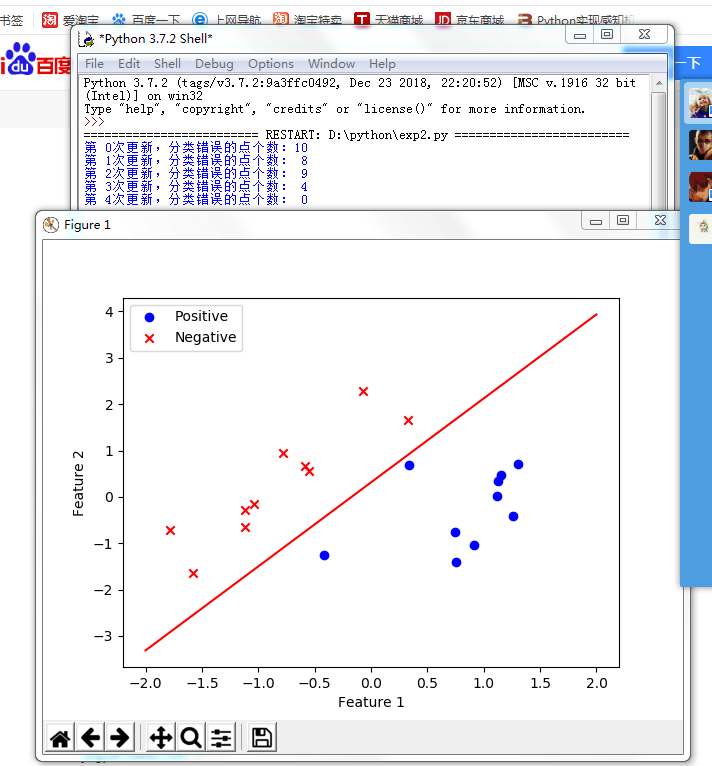 书签 爱淘宝 百度一下 上网导航 淘宝特卖 天猫商城 京东商城 Python实现感知机
*Python 3.7.2 Shell*
du 百度
一下
File Edit Shell Debug Options Window Help
Python 3.7.2 (tags/v3.7.2:9a3ffc0492, Dec 23 2018, 22:20:52) [MSC v.1916 32 bit
(Intel)] on win32
Type "help", "copyright", "credits" or "license()" for more information.
>>>
========================= RESTART: D:\python\exp2.py =========================
第 0次更新，分类错误的点个数：10
第 1次更新，分类错误的点个数： 8
第 2次更新，分类错误的点个数： 9
第 3次更新，分类错误的点个数： 4
第 4次更新，分类错误的点个数： 0
Figure 1
Positive
Negative
4
3
2
1
0
−1
−2
−3
Feature 2
−2.0 −1.5 −1.0 −0.5 0.0 0.5 1.0 1.5 2.0
Feature 1